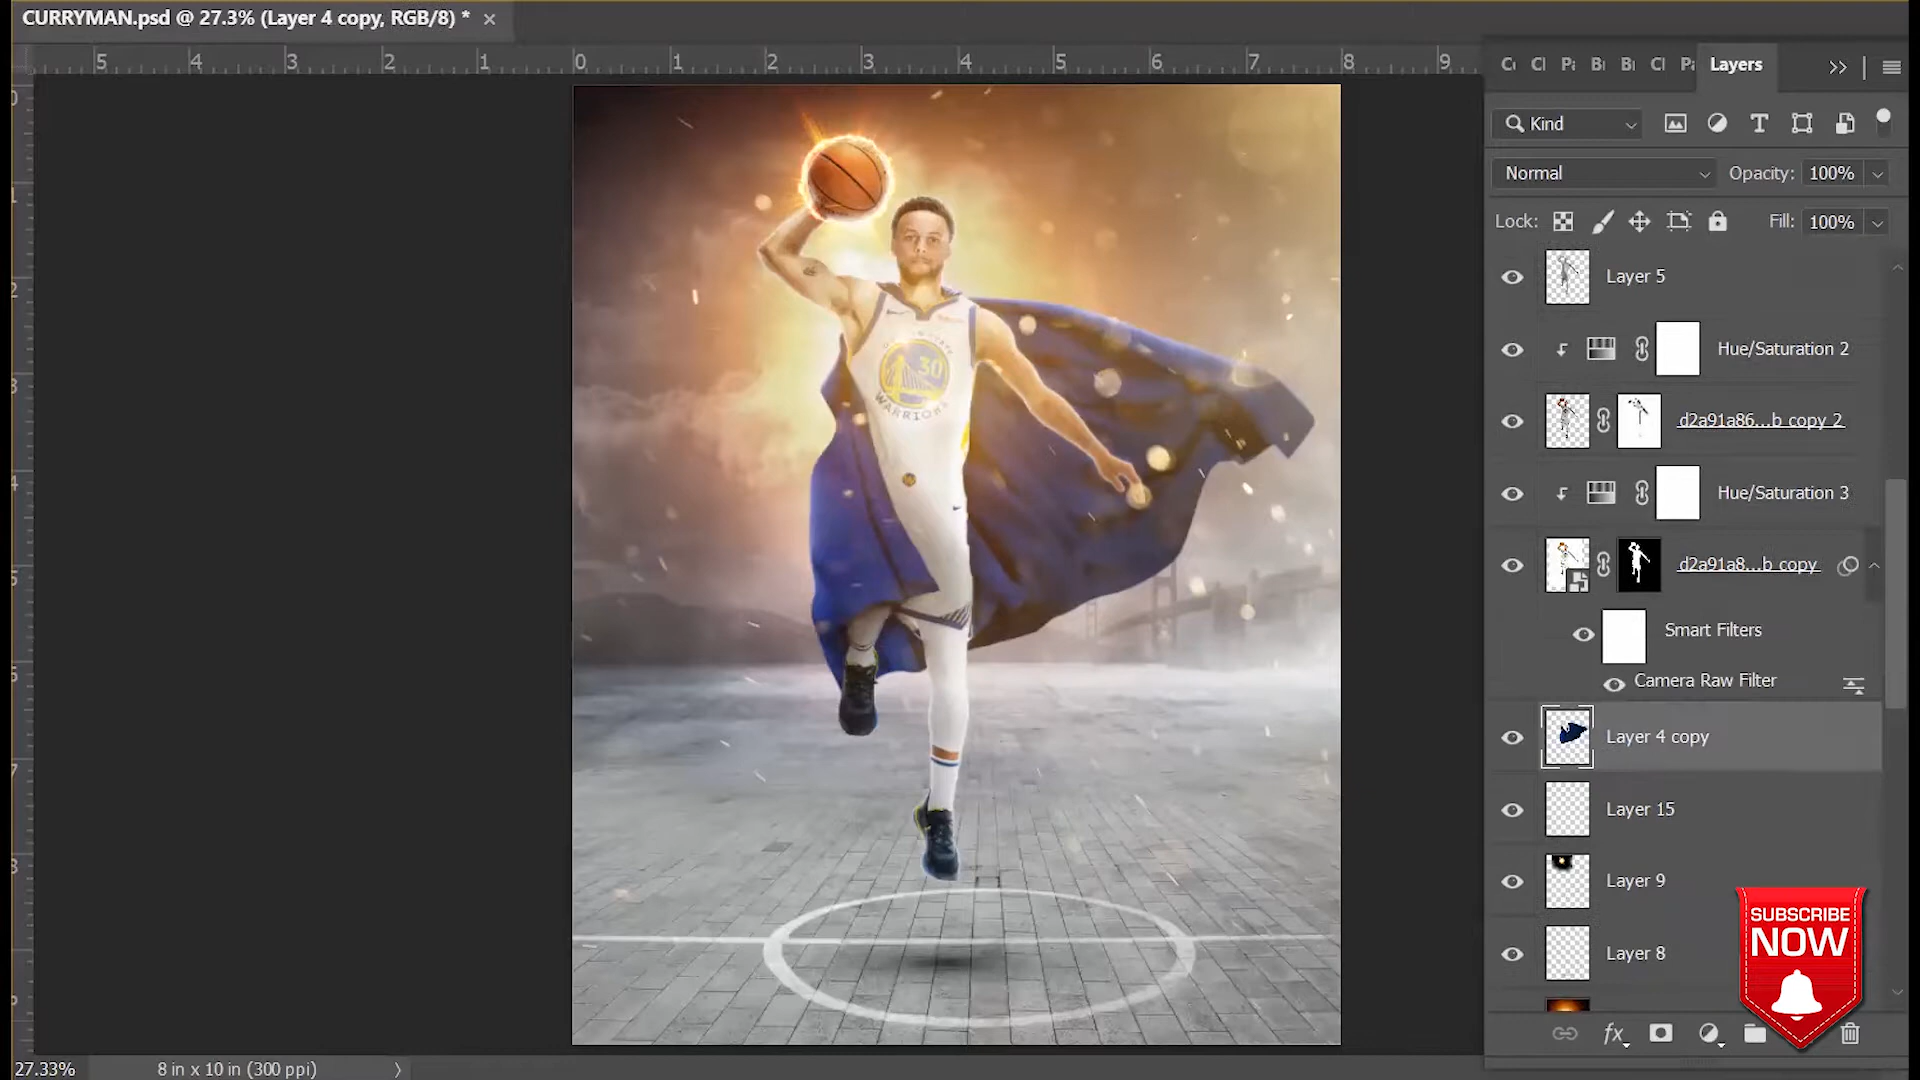 CURRYMAN.psd @ 27.3% (Layer 4 copy, RGB/8) *
5 4 3 2 1 0 1 2 3 4 5 6 7 8 9
Layers
Kind
Normal Opacity: 100%
Lock: Fill: 100%
Layer 5
Hue/Saturation 2
d2a91a86...b copy 2
Hue/Saturation 3
d2a91a8...b copy
Smart Filters
Camera Raw Filter
Layer 4 copy
Layer 15
Layer 9
Layer 8
30
WARRIORS
SUBSCRIBE
NOW
fx
27.33% 8 in x 10 in (300 ppi)